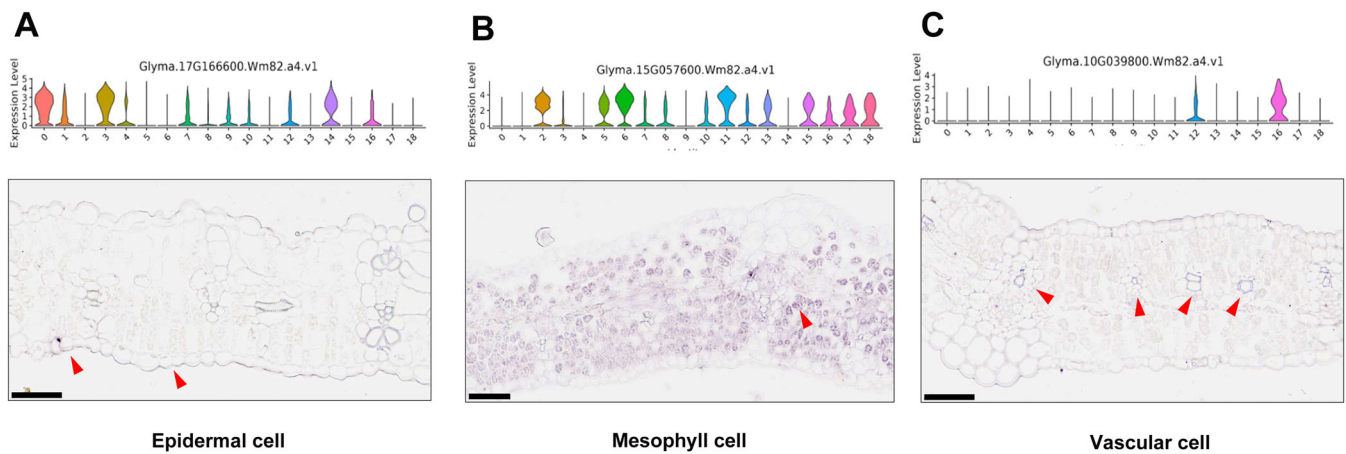 A
Glyma.17G166600.Wm82.a4.v1
Expression Level
5
4
3
2
1
0
0 1 2 3 4 5 6 7 8 9 10 11 12 13 14 15 16 17 18
Epidermal cell
B
Glyma.15G057600.Wm82.a4.v1
Expression Level
4
2
0
0 1 2 3 4 5 6 7 8 9 10 11 12 13 14 15 16 17 18
Mesophyll cell
C
Glyma.10G039800.Wm82.a4.v1
Expression Level
4
3
2
1
0
0 1 2 3 4 5 6 7 8 9 10 11 12 13 14 15 16 17 18
Vascular cell